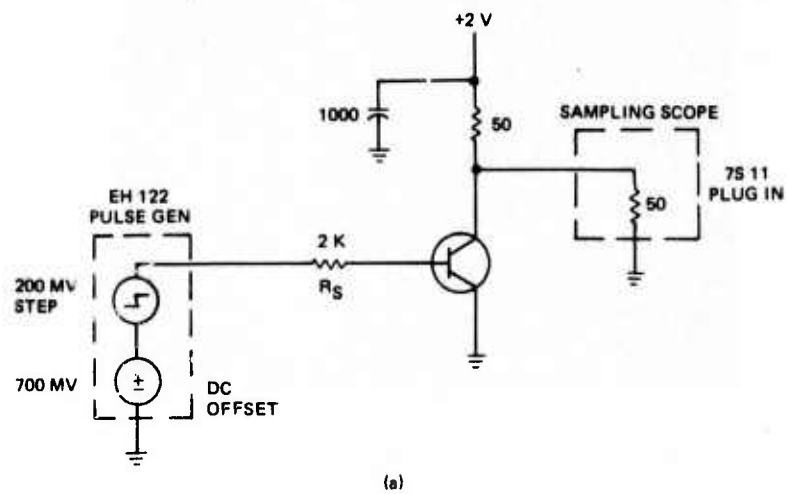 +2 V
1000
50
SAMPLING SCOPE
50
7S 11
PLUG IN
EH 122
PULSE GEN
200 MV
STEP
2 K
RS
700 MV
±
DC
OFFSET
(a)